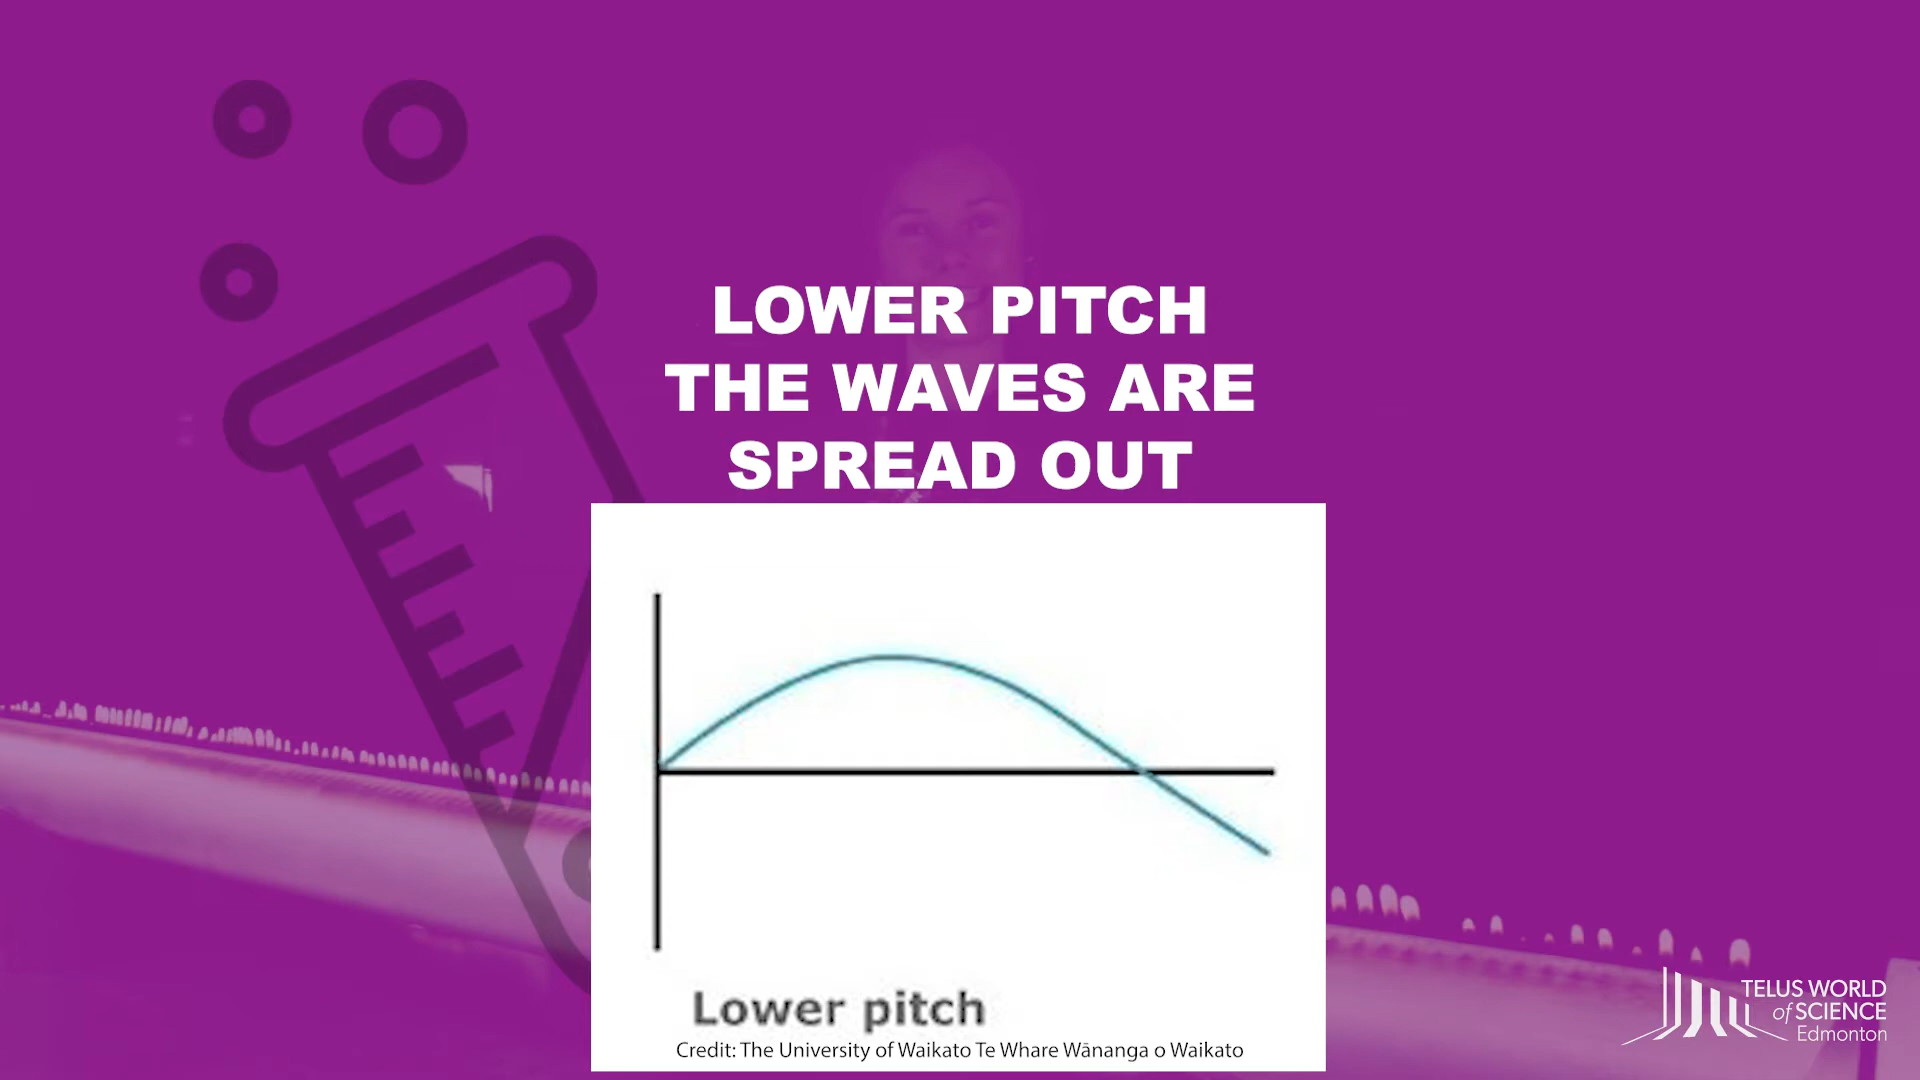 LOWER PITCH
THE WAVES ARE
SPREAD OUT
Lower pitch
Credit: The University of Waikato Te Whare Wānanga o Waikato
TELUS WORLD
of SCIENCE
Edmonton